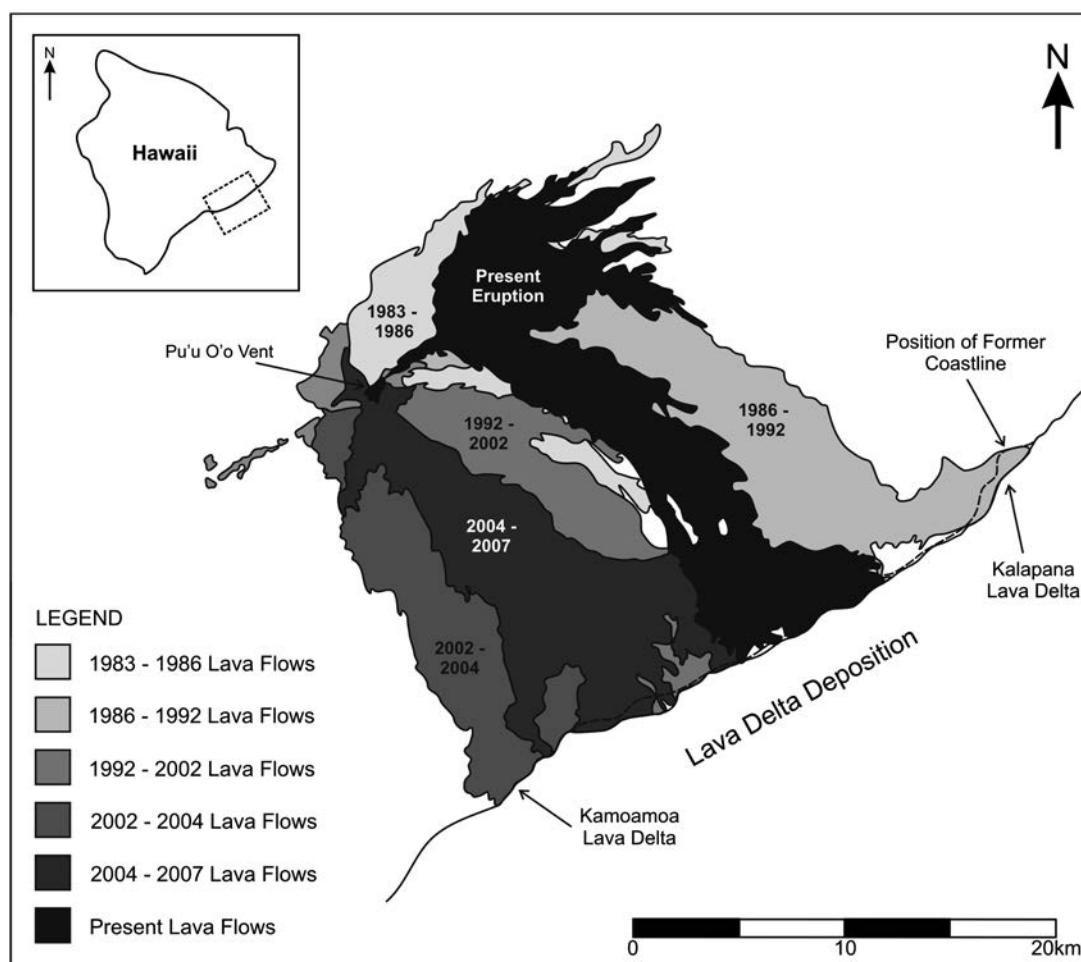 N
Hawaii
N
Present
Eruption
1983 -
1986
Pu'u O'o Vent
Position of Former
Coastline
1986 -
1992
1992 -
2002
2004 -
2007
Kalapana
Lava Delta
2002 -
2004
Lava Delta Deposition
Kamoamoa
Lava Delta
LEGEND
1983 - 1986 Lava Flows
1986 - 1992 Lava Flows
1992 - 2002 Lava Flows
2002 - 2004 Lava Flows
2004 - 2007 Lava Flows
Present Lava Flows
0 10 20km